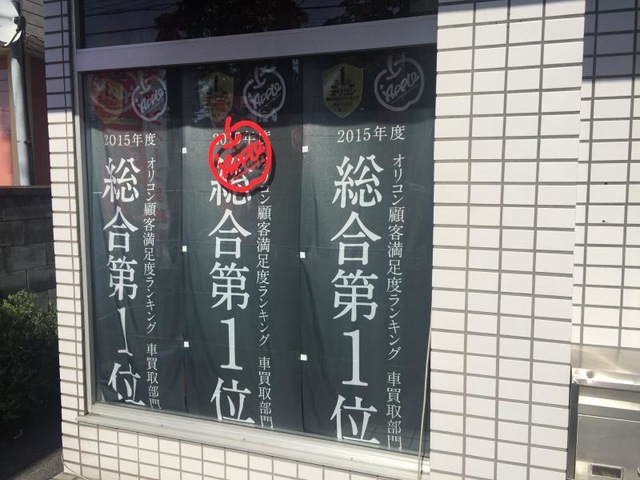 Apple
2015年度
オリコン顧客満足度ランキング 車買取部門
総合第1位
Apple
年度
Apple
コン顧客満足度ランキング 車買取部門
総合第1位
Apple
2015年度
オリコン顧客満足度ランキング 車買取部門
総合第1位